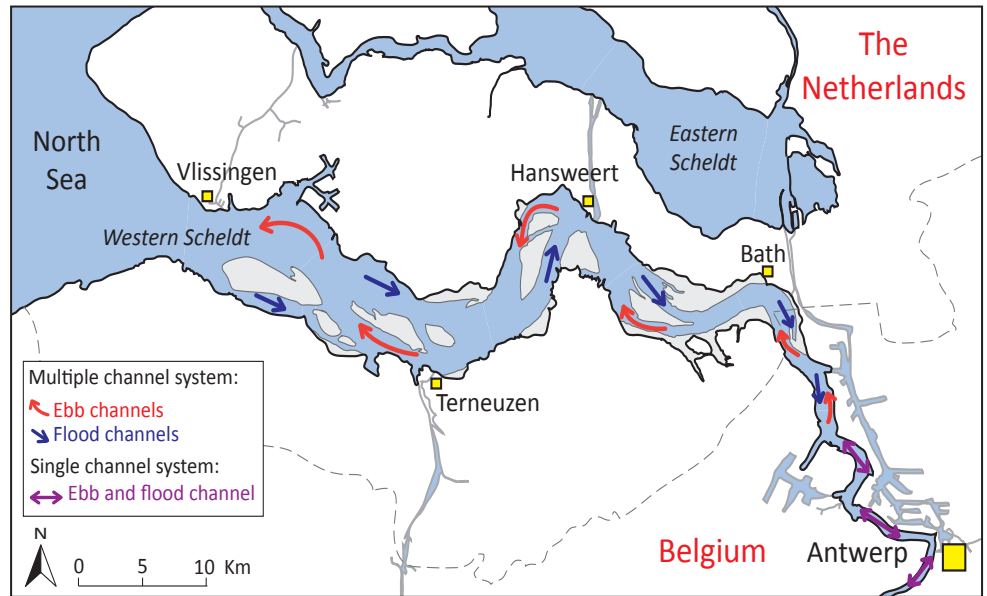 The
Netherlands
North
Sea
Eastern
Scheldt
Vlissingen
Hansweert
Western Scheldt
Bath
Terneuzen
Multiple channel system:
Ebb channels
Flood channels
Single channel system:
Ebb and flood channel
N
0 5 10 Km
Belgium
Antwerp